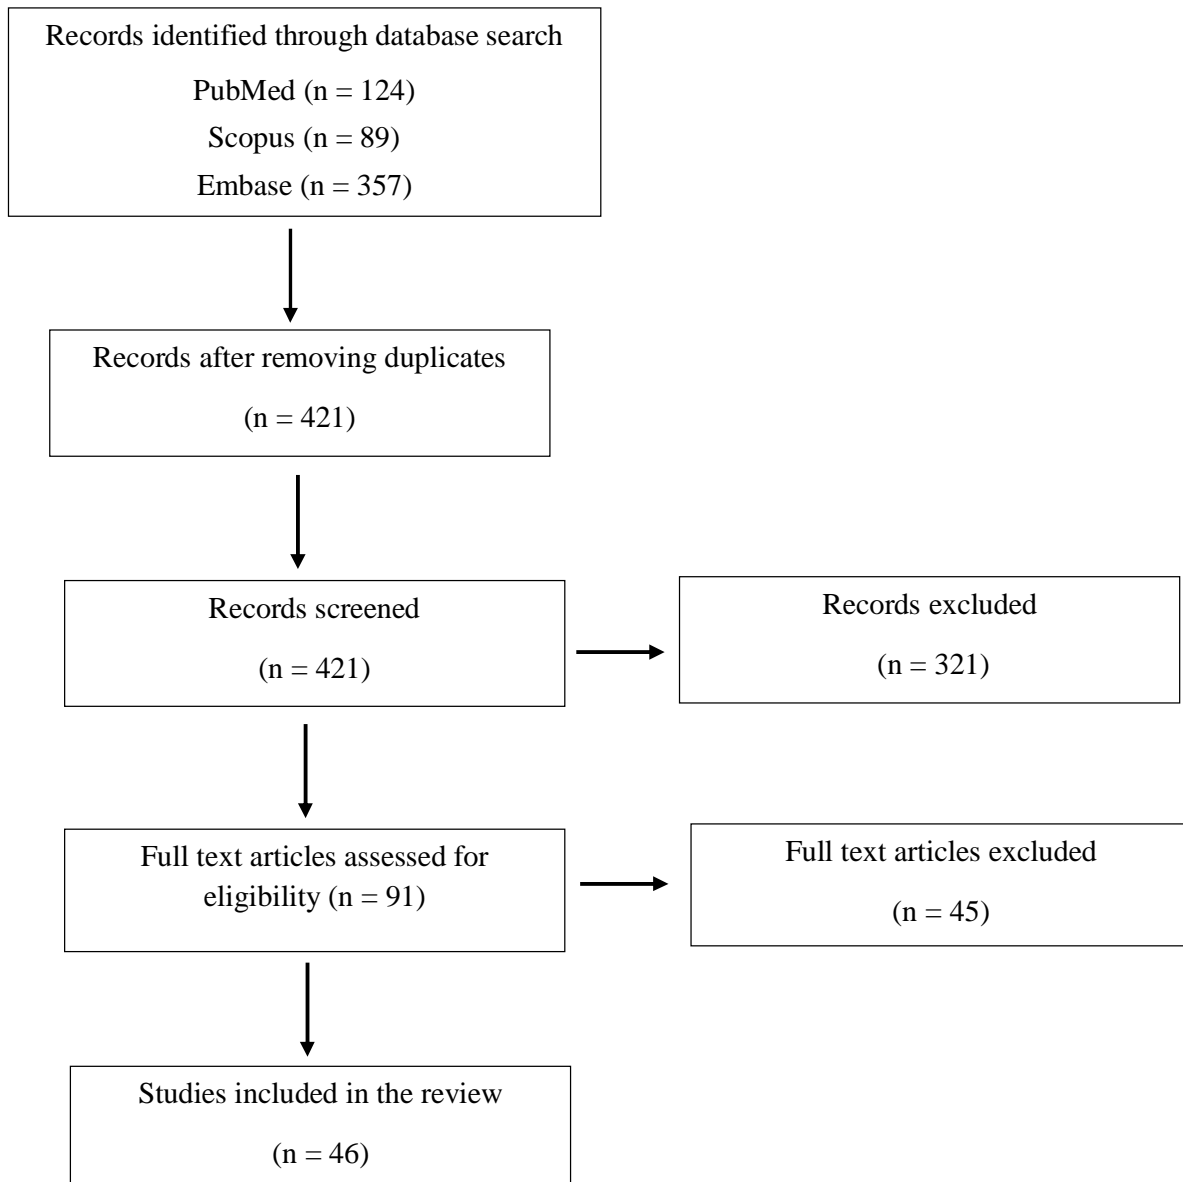 Records identified through database search
PubMed (n = 124)
Scopus (n = 89)
Embase (n = 357)
Records after removing duplicates
(n = 421)
Records screened
(n = 421)
Records excluded
(n = 321)
Full text articles assessed for
eligibility (n = 91)
Full text articles excluded
(n = 45)
Studies included in the review
(n = 46)